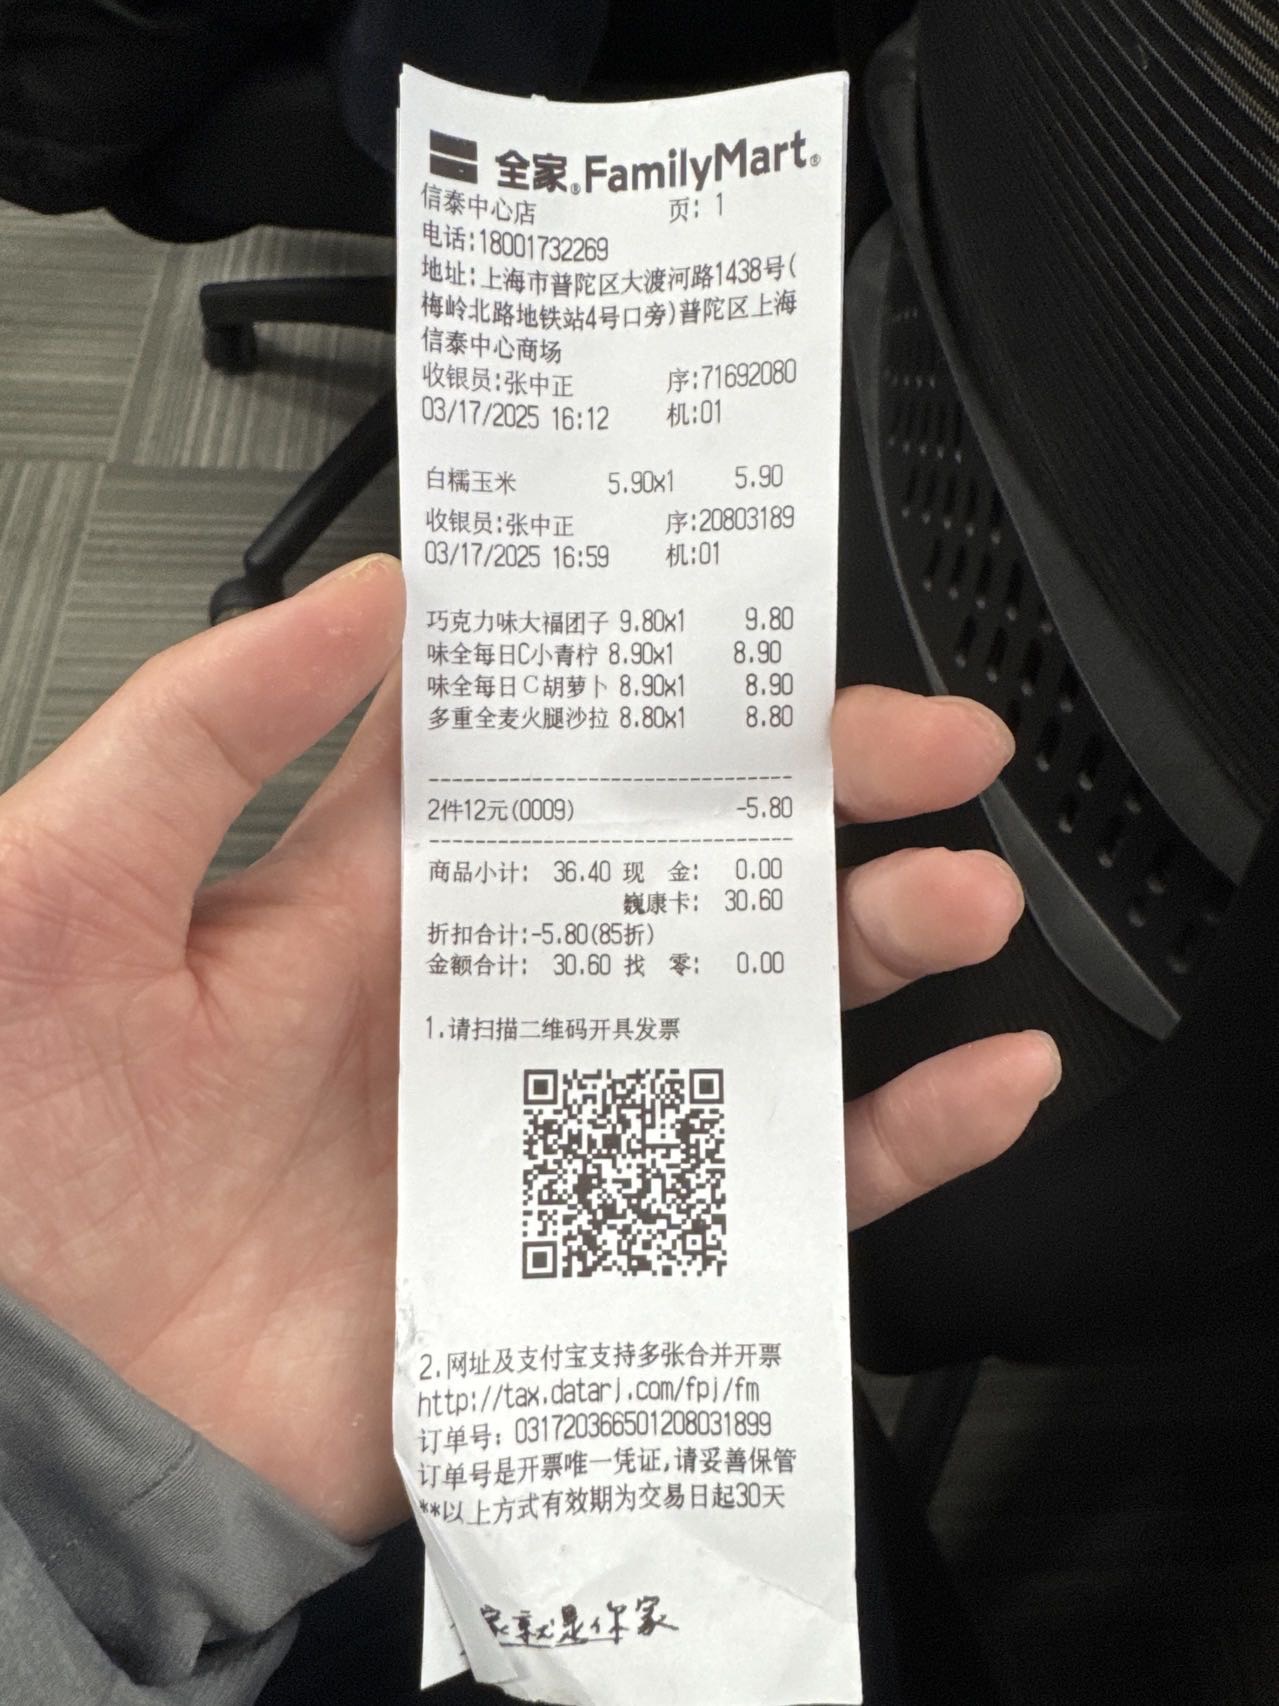 全家® FamilyMart®
信泰中心店 页: 1
电话:18001732269
地址:上海市普陀区大渡河路1438号(
梅岭北路地铁站4号口旁)普陀区上海
信泰中心商场
收银员:张中正 序:71692080
03/17/2025 16:12 机:01
白糯玉米 5.90x1 5.90
收银员:张中正 序:20803189
03/17/2025 16:59 机:01
巧克力味大福团子 9.80x1 9.80
味全每日C小青柠 8.90x1 8.90
味全每日C胡萝卜 8.90x1 8.90
多重全麦火腿沙拉 8.80x1 8.80
--------------------------------
2件12元(0009) -5.80
--------------------------------
商品小计: 36.40 现 金: 0.00
巍康卡: 30.60
折扣合计:-5.80(85折)
金额合计: 30.60 找 零: 0.00
1.请扫描二维码开具发票
2.网址及支付宝支持多张合并开票
http://tax.datarj.com/fpj/fm
订单号: 03172036650120803189​9
订单号是开票唯一凭证,请妥善保管
**以上方式有效期为交易日起30天
家就是你家